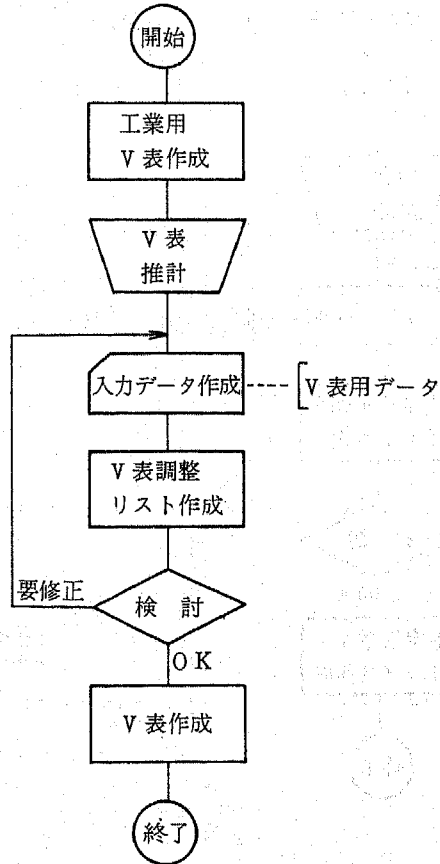 開始
工業用
V表作成
V表
推計
入力データ作成
V表用データ
V表調整
リスト作成
要修正
検 討
OK
V表作成
終了